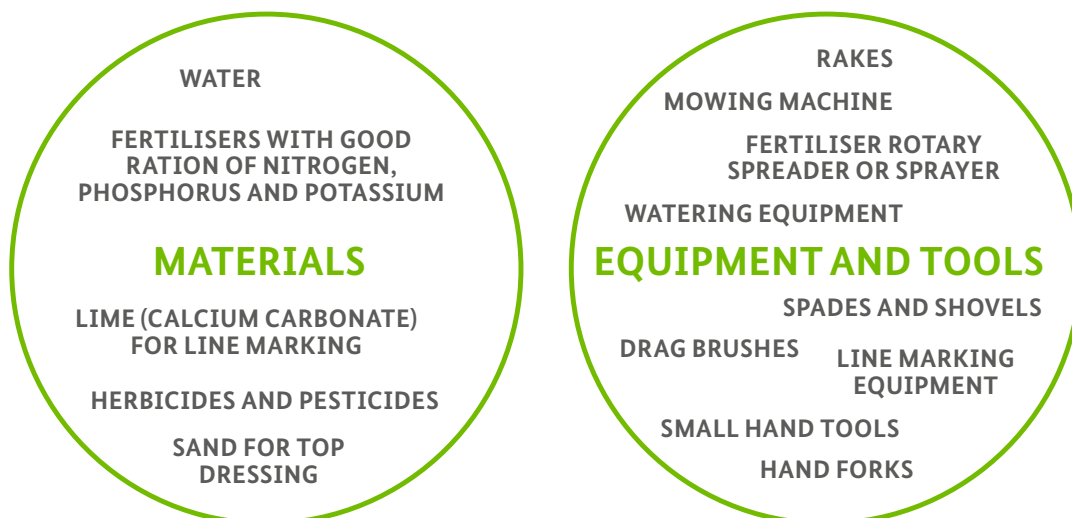 WATER
FERTILISERS WITH GOOD
RATION OF NITROGEN,
PHOSPHORUS AND POTASSIUM
MATERIALS
LIME (CALCIUM CARBONATE)
FOR LINE MARKING
HERBICIDES AND PESTICIDES
SAND FOR TOP
DRESSING
RAKES
MOWING MACHINE
FERTILISER ROTARY
SPREADER OR SPRAYER
WATERING EQUIPMENT
EQUIPMENT AND TOOLS
SPADES AND SHOVELS
DRAG BRUSHES
LINE MARKING
EQUIPMENT
SMALL HAND TOOLS
HAND FORKS